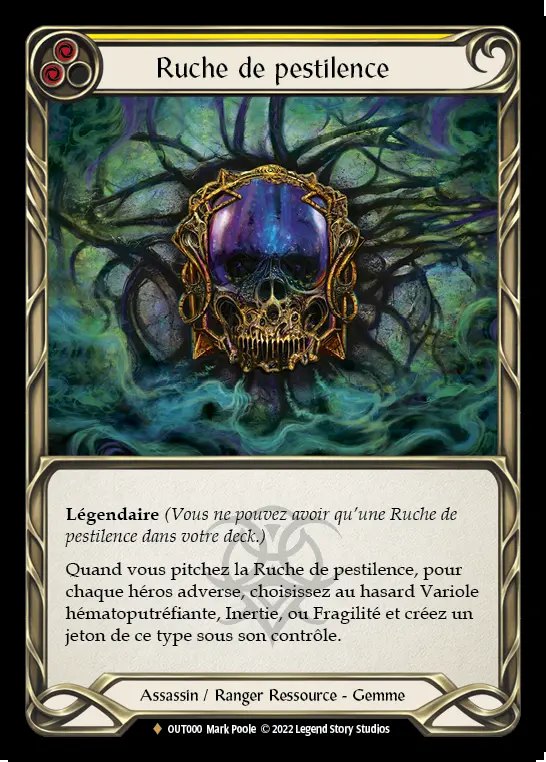 Ruche de pestilence
Légendaire (Vous ne pouvez avoir qu'une Ruche de
pestilence dans votre deck.)
Quand vous pitchez la Ruche de pestilence, pour
chaque héros adverse, choisissez au hasard Variole
hématoputréfiante, Inertie, ou Fragilité et créez un
jeton de ce type sous son contrôle.
Assassin / Ranger Ressource - Gemme
OUT000 Mark Poole © 2022 Legend Story Studios